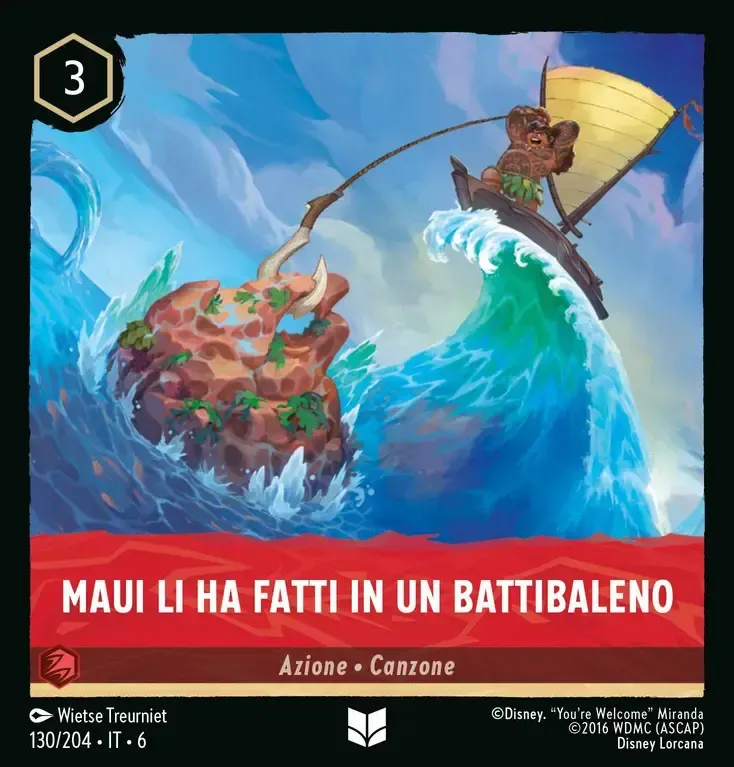 3
MAUI LI HA FATTI IN UN BATTIBALENO
Azione • Canzone
Wietse Treurniet
130/204 • IT • 6
©Disney. “You’re Welcome” Miranda
©2016 WDMC (ASCAP)
Disney Lorcana